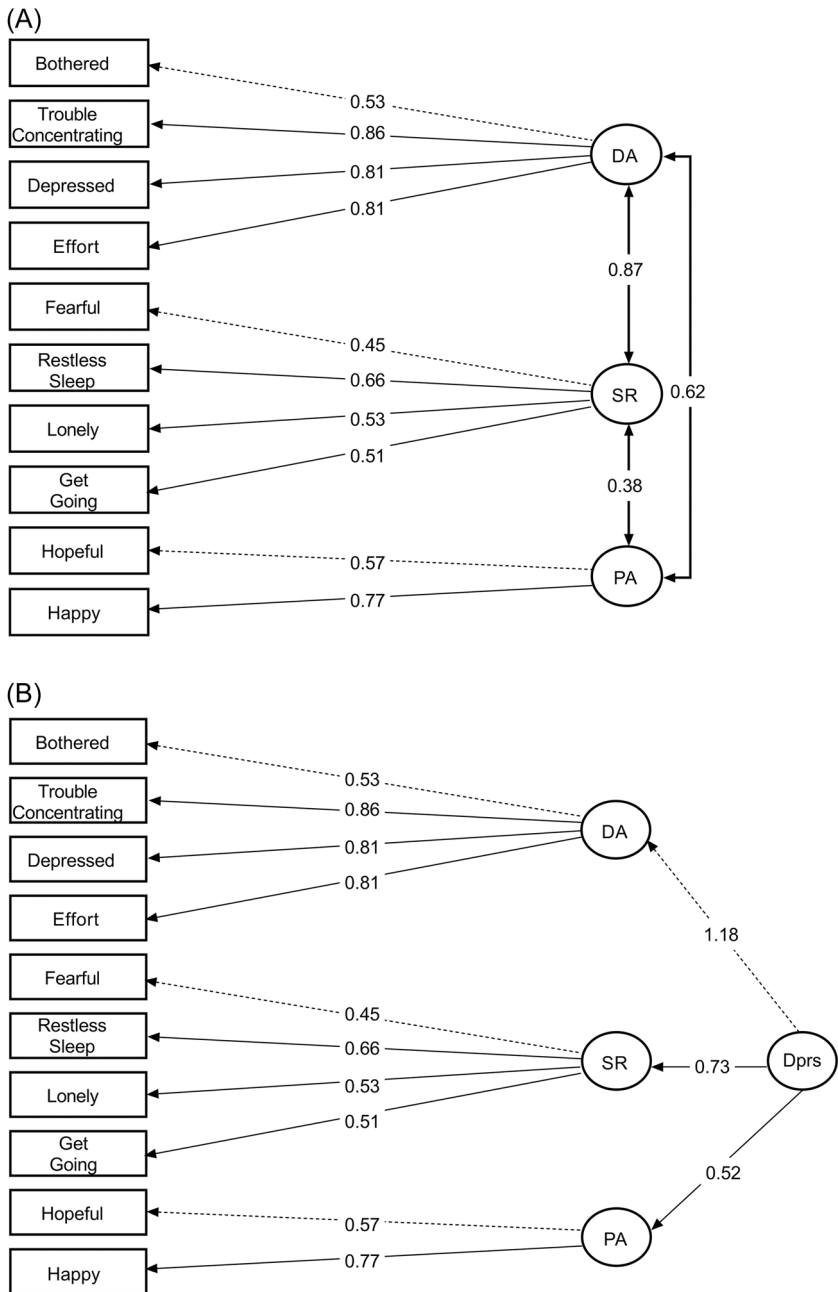 (A)
Bothered
0.53
Trouble
Concentrating
0.86
DA
Depressed
0.81
Effort
0.81
0.87
Fearful
0.45
Restless
Sleep
0.66
SR
0.62
Lonely
0.53
Get
Going
0.51
0.38
Hopeful
0.57
PA
Happy
0.77
(B)
Bothered
0.53
Trouble
Concentrating
0.86
DA
Depressed
0.81
Effort
0.81
1.18
Fearful
0.45
Restless
Sleep
0.66
SR
0.73
Dprs
Lonely
0.53
Get
Going
0.51
0.52
Hopeful
0.57
PA
Happy
0.77